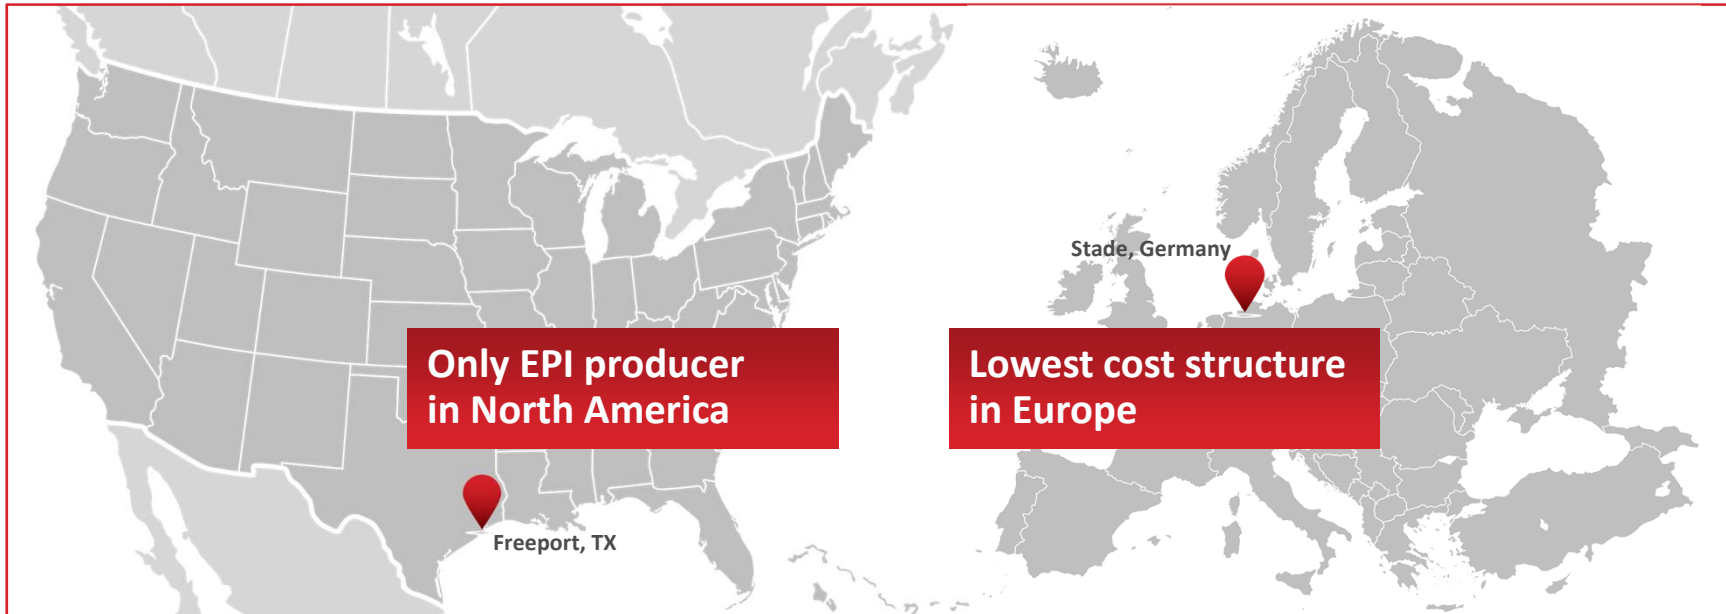 Only EPI producer
in North America
Freeport, TX
Stade, Germany
Lowest cost structure
in Europe